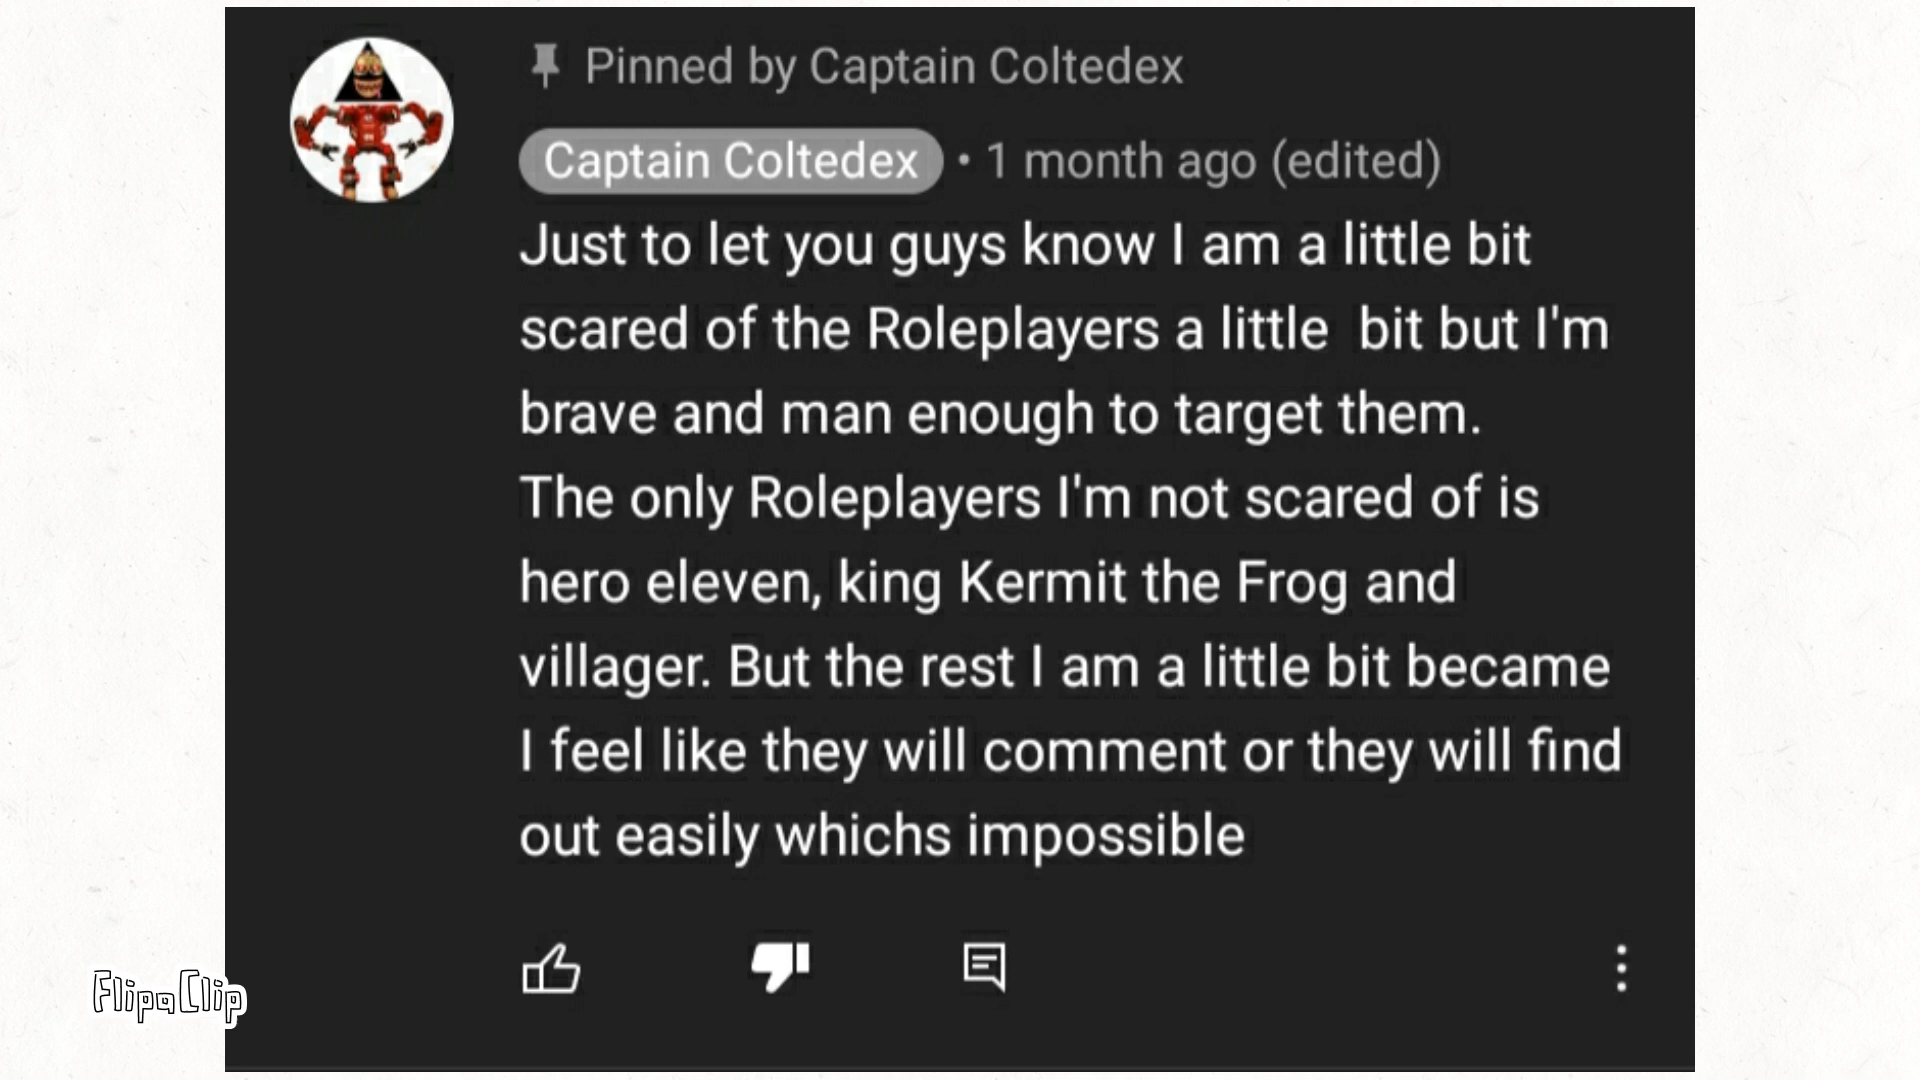 Pinned by Captain Coltedex
Captain Coltedex • 1 month ago (edited)
Just to let you guys know I am a little bit
scared of the Roleplayers a little  bit but I'm
brave and man enough to target them.
The only Roleplayers I'm not scared of is
hero eleven, king Kermit the Frog and
villager. But the rest I am a little bit became
I feel like they will comment or they will find
out easily whichs impossible
FlipaClip